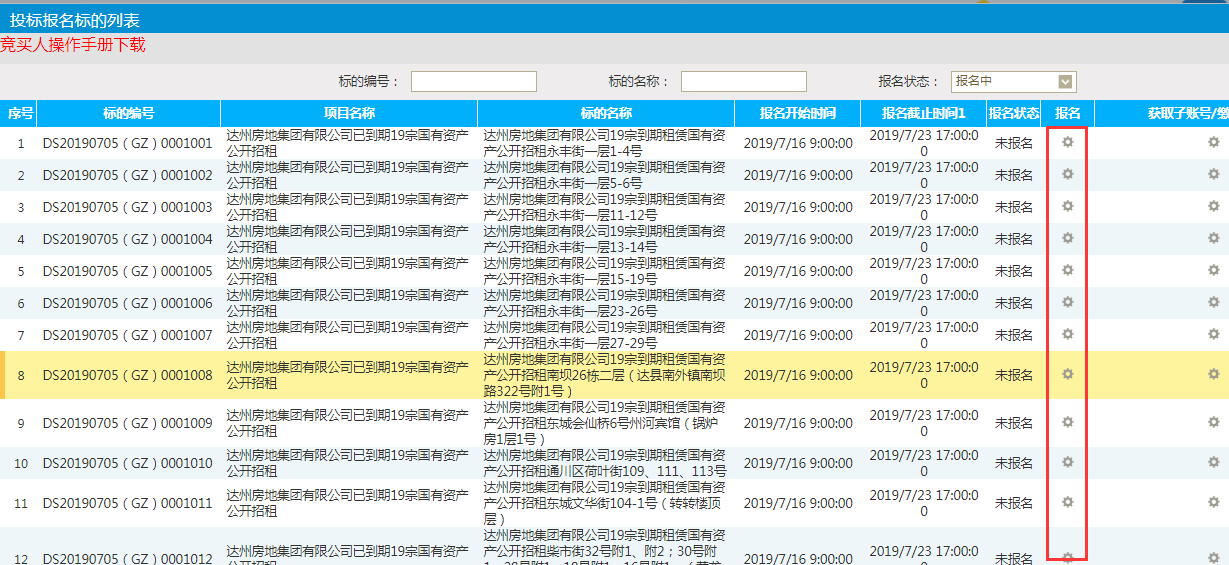 投标报名标的列表
竞买人操作手册下载
标的编号： 标的名称： 报名状态： 报名中
序号 标的编号 项目名称 标的名称 报名开始时间 报名截止时间1 报名状态 报名 获取子账号/缴
1 DS20190705（GZ）0001001 达州房地集团有限公司已到期19宗国有资产 达州房地集团有限公司19宗到期租赁国有资 2019/7/16 9:00:00 2019/7/23 17:00:0 未报名
公开招租 产公开招租永丰街一层1-4号 0
2 DS20190705（GZ）0001002 达州房地集团有限公司已到期19宗国有资产 达州房地集团有限公司19宗到期租赁国有资 2019/7/16 9:00:00 2019/7/23 17:00:0 未报名
公开招租 产公开招租永丰街一层5-6号 0
3 DS20190705（GZ）0001003 达州房地集团有限公司已到期19宗国有资产 达州房地集团有限公司19宗到期租赁国有资 2019/7/16 9:00:00 2019/7/23 17:00:0 未报名
公开招租 产公开招租永丰街一层11-12号 0
4 DS20190705（GZ）0001004 达州房地集团有限公司已到期19宗国有资产 达州房地集团有限公司19宗到期租赁国有资 2019/7/16 9:00:00 2019/7/23 17:00:0 未报名
公开招租 产公开招租永丰街一层13-14号 0
5 DS20190705（GZ）0001005 达州房地集团有限公司已到期19宗国有资产 达州房地集团有限公司19宗到期租赁国有资 2019/7/16 9:00:00 2019/7/23 17:00:0 未报名
公开招租 产公开招租永丰街一层15-19号 0
6 DS20190705（GZ）0001006 达州房地集团有限公司已到期19宗国有资产 达州房地集团有限公司19宗到期租赁国有资 2019/7/16 9:00:00 2019/7/23 17:00:0 未报名
公开招租 产公开招租永丰街一层23-26号 0
7 DS20190705（GZ）0001007 达州房地集团有限公司已到期19宗国有资产 达州房地集团有限公司19宗到期租赁国有资 2019/7/16 9:00:00 2019/7/23 17:00:0 未报名
公开招租 产公开招租永丰街一层27-29号 0
8 DS20190705（GZ）0001008 达州房地集团有限公司已到期19宗国有资产 达州房地集团有限公司19宗到期租赁国有资 2019/7/16 9:00:00 2019/7/23 17:00:0 未报名
公开招租 产公开招租南坝26栋二层（达县南外镇南坝 0
路322号附1号）
9 DS20190705（GZ）0001009 达州房地集团有限公司已到期19宗国有资产 达州房地集团有限公司19宗到期租赁国有资 2019/7/16 9:00:00 2019/7/23 17:00:0 未报名
公开招租 产公开招租东城会仙桥6号州河宾馆（锅炉 0
房1层1号）
10 DS20190705（GZ）0001010 达州房地集团有限公司已到期19宗国有资产 达州房地集团有限公司19宗到期租赁国有资 2019/7/16 9:00:00 2019/7/23 17:00:0 未报名
公开招租 产公开招租通川区荷叶街109、111、113号 0
11 DS20190705（GZ）0001011 达州房地集团有限公司已到期19宗国有资产 达州房地集团有限公司19宗到期租赁国有资 2019/7/16 9:00:00 2019/7/23 17:00:0 未报名
公开招租 产公开招租东城文华街104-1号（转转楼顶 0
层）
12 DS20190705（GZ）0001012 达州房地集团有限公司已到期19宗国有资产 达州房地集团有限公司19宗到期租赁国有资 2019/7/16 9:00:00 2019/7/23 17:00:0 未报名
公开招租 产公开招租柴市街32号附1、附2；30号附 0